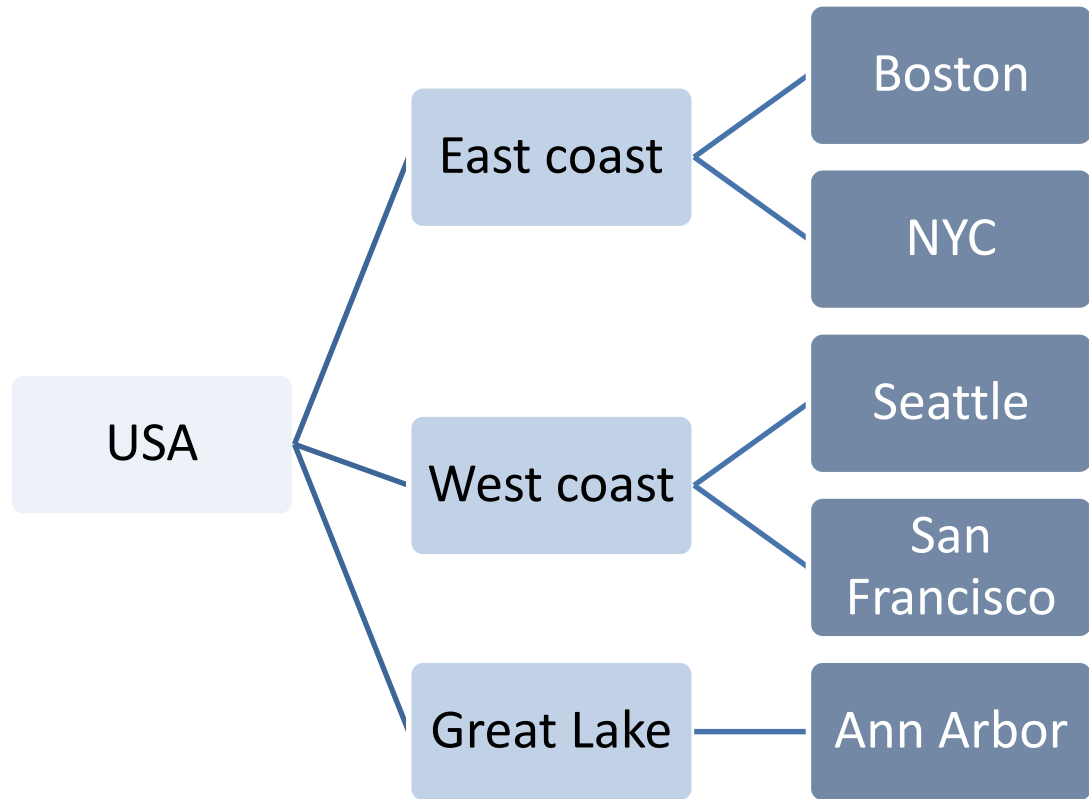 USA
East coast
Boston
NYC
West coast
Seattle
San
Francisco
Great Lake
Ann Arbor